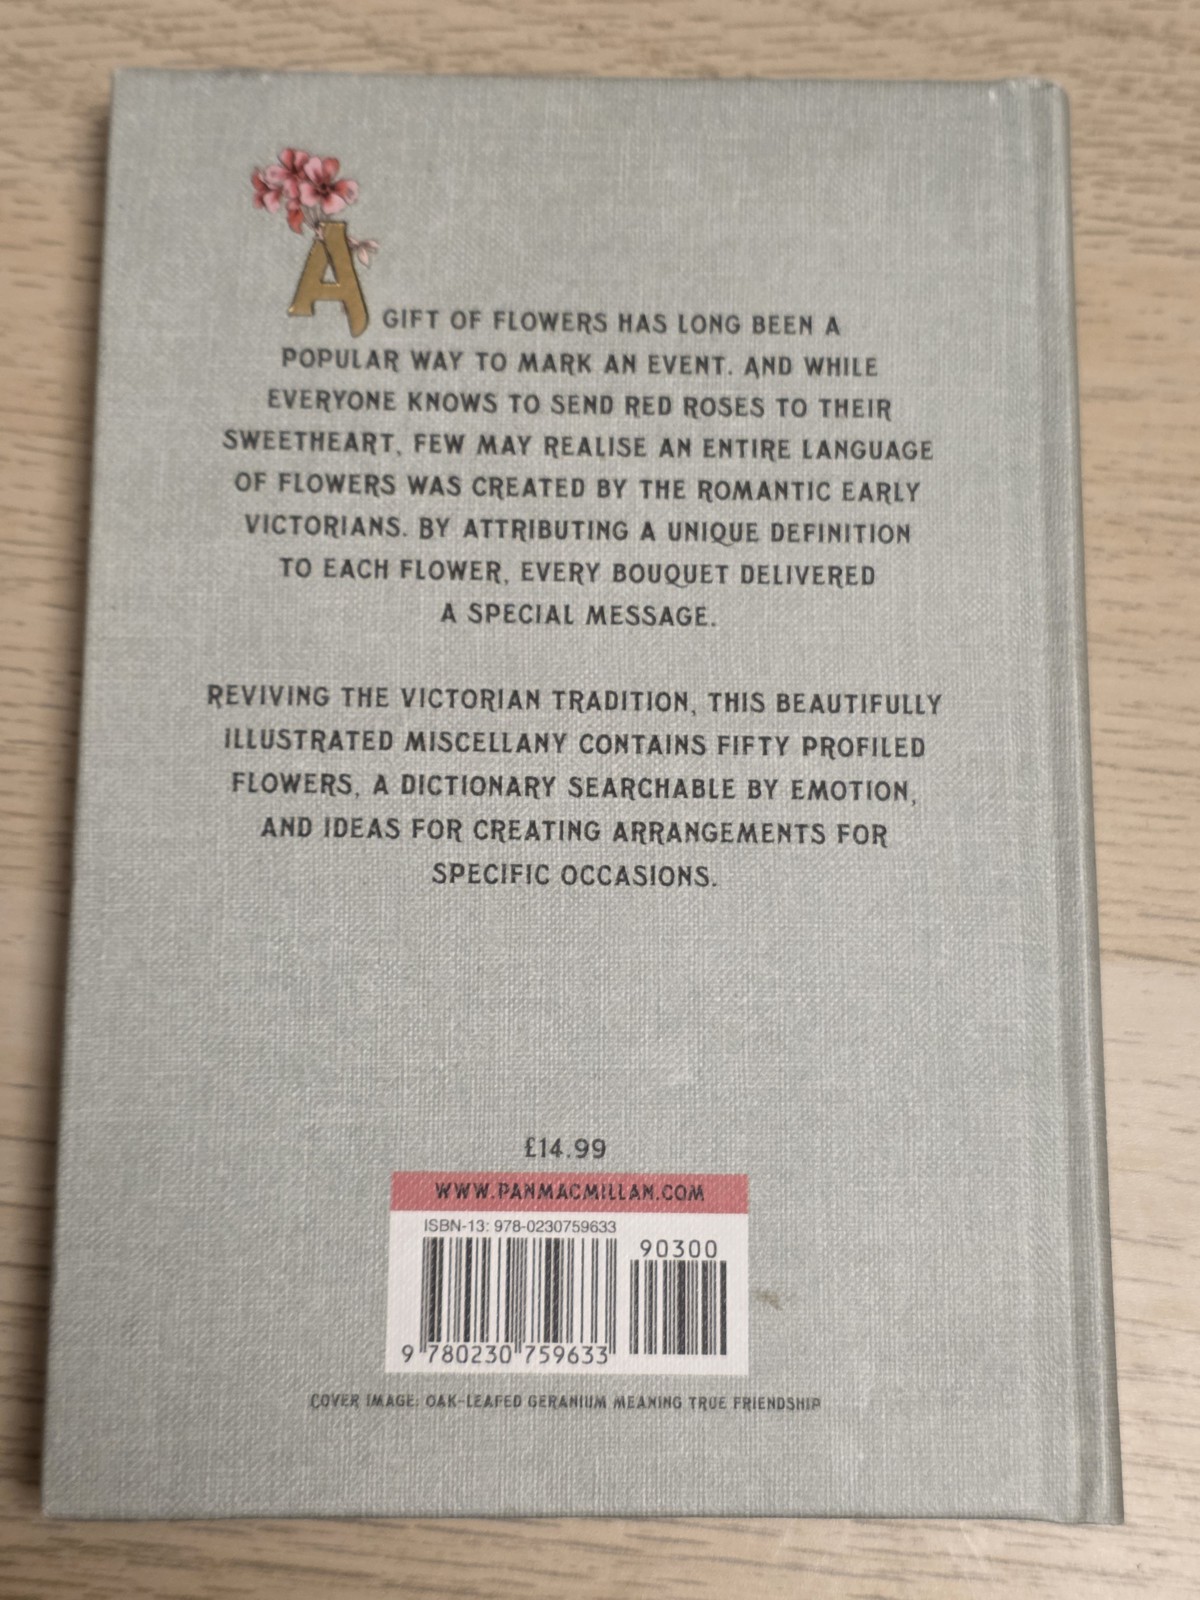 A GIFT OF FLOWERS HAS LONG BEEN A
POPULAR WAY TO MARK AN EVENT. AND WHILE
EVERYONE KNOWS TO SEND RED ROSES TO THEIR
SWEETHEART, FEW MAY REALISE AN ENTIRE LANGUAGE
OF FLOWERS WAS CREATED BY THE ROMANTIC EARLY
VICTORIANS. BY ATTRIBUTING A UNIQUE DEFINITION
TO EACH FLOWER, EVERY BOUQUET DELIVERED
A SPECIAL MESSAGE.
REVIVING THE VICTORIAN TRADITION, THIS BEAUTIFULLY
ILLUSTRATED MISCELLANY CONTAINS FIFTY PROFILED
FLOWERS, A DICTIONARY SEARCHABLE BY EMOTION,
AND IDEAS FOR CREATING ARRANGEMENTS FOR
SPECIFIC OCCASIONS.
£14.99
WWW.PANMACMILLAN.COM
ISBN-13: 978-0230759633
90300
9 780230 759633
COVER IMAGE: OAK-LEAFED GERANIUM MEANING TRUE FRIENDSHIP